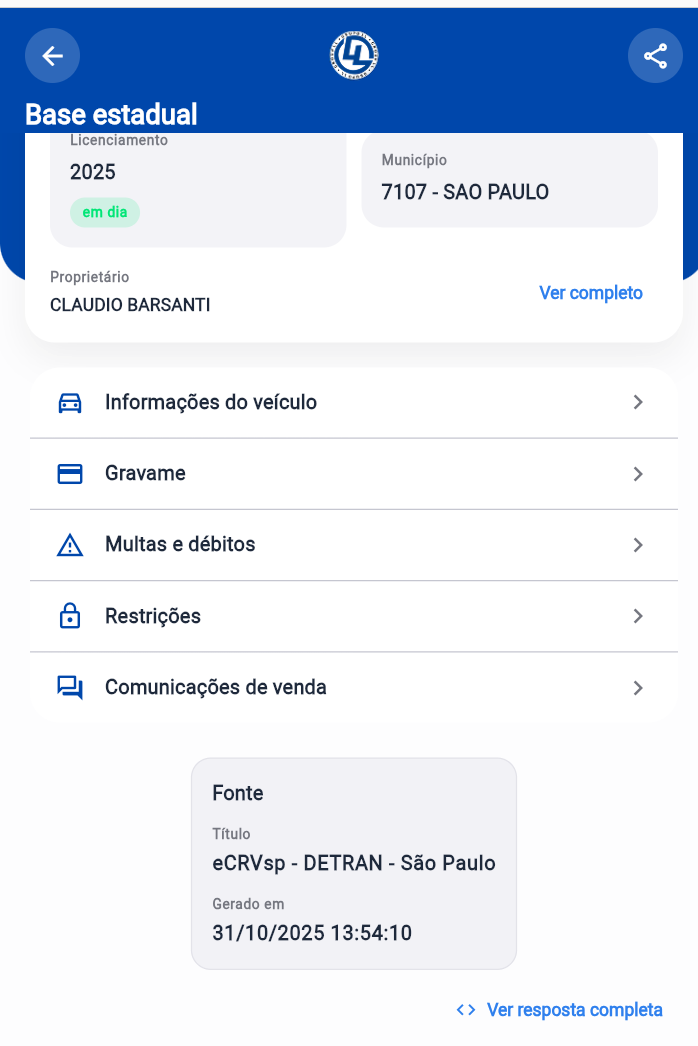 Base estadual
Licenciamento
2025
em dia
Município
7107 - SAO PAULO
Proprietário
CLAUDIO BARSANTI
Ver completo
Informações do veículo
Gravame
Multas e débitos
Restrições
Comunicações de venda
Fonte
Título
eCRVsp - DETRAN - São Paulo
Gerado em
31/10/2025 13:54:10
Ver resposta completa